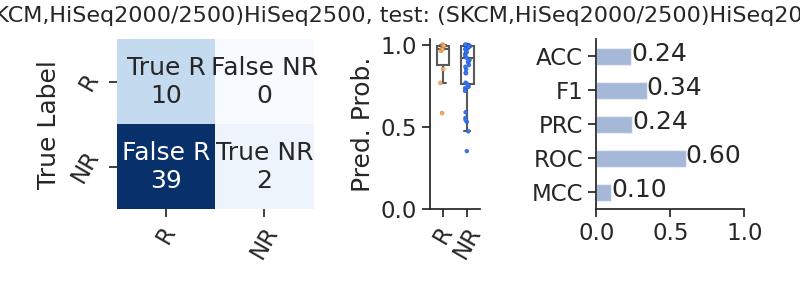 KCM,HiSeq2000/2500)HiSeq2500, test: (SKCM,HiSeq2000/2500)HiSeq20
True Label
R
NR
True R
10
False NR
0
False R
39
True NR
2
R
NR
Pred. Prob.
1.0
0.5
0.0
R
NR
ACC
F1
PRC
ROC
MCC
0.24
0.34
0.24
0.60
0.10
0.0
0.5
1.0